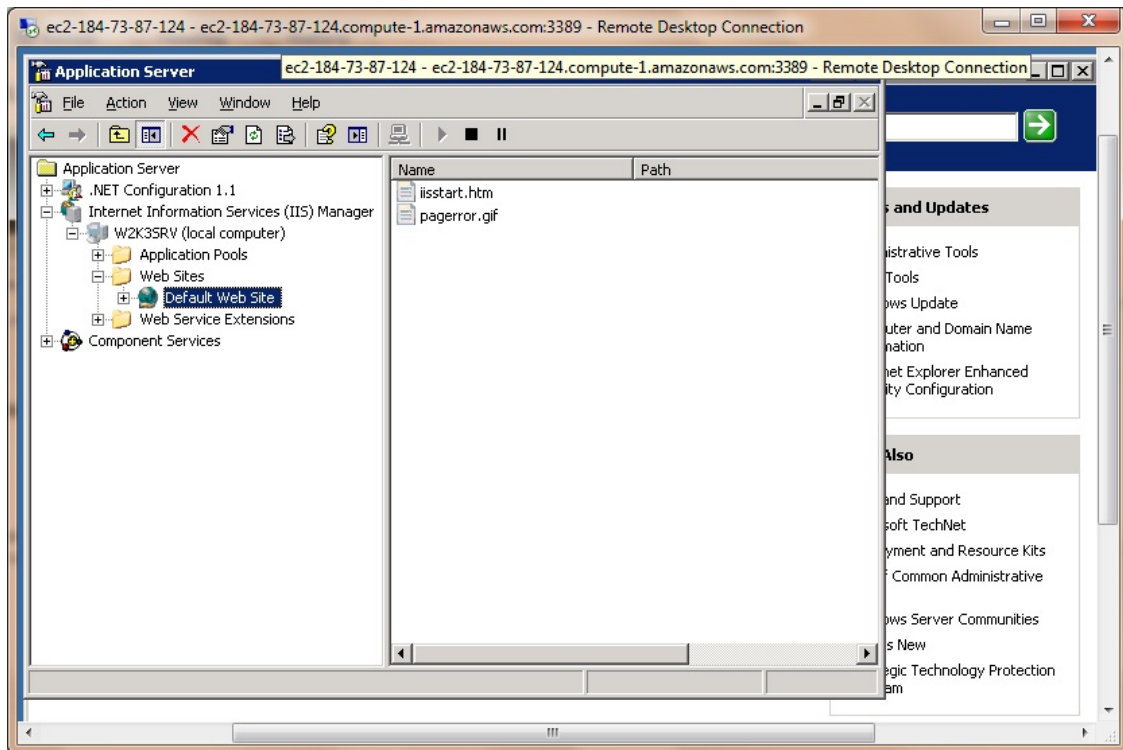 ec2-184-73-87-124 - ec2-184-73-87-124.compute-1.amazonaws.com:3389 - Remote Desktop Connection
Application Server
ec2-184-73-87-124 - ec2-184-73-87-124.compute-1.amazonaws.com:3389 - Remote Desktop Connection
File Action View Window Help
Application Server
.NET Configuration 1.1
Internet Information Services (IIS) Manager
W2K3SRV (local computer)
Application Pools
Web Sites
Default Web Site
Web Service Extensions
Component Services
Name Path
iisstart.htm
pagerror.gif
s and Updates
istrative Tools
Tools
ows Update
uter and Domain Name
mation
net Explorer Enhanced
ity Configuration
Also
and Support
soft TechNet
yment and Resource Kits
f Common Administrative
ows Server Communities
s New
egic Technology Protection
am